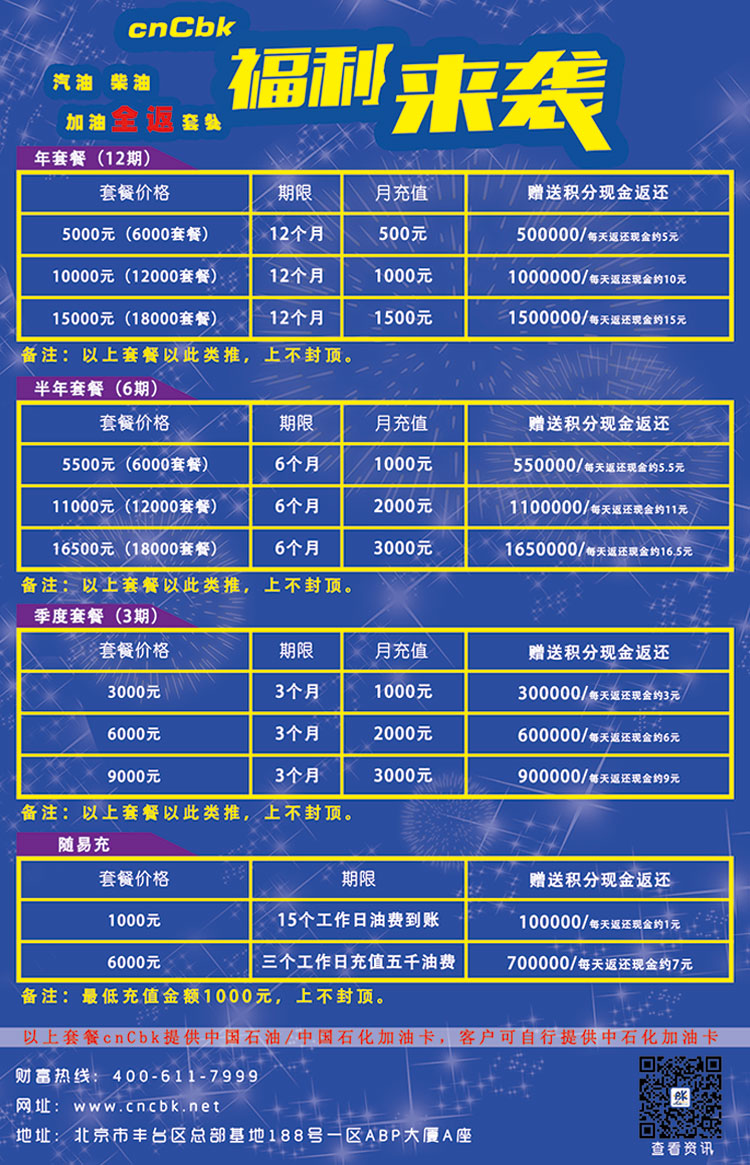 cnCbk
福利来袭
汽油 柴油
加油全返套餐
年套餐（12期）
套餐价格 期限 月充值 赠送积分现金返还
5000元（6000套餐） 12个月 500元 500000/每天返还现金约5元
10000元（12000套餐） 12个月 1000元 1000000/每天返还现金约10元
15000元（18000套餐） 12个月 1500元 1500000/每天返还现金约15元
备注：以上套餐以此类推，上不封顶。
半年套餐（6期）
套餐价格 期限 月充值 赠送积分现金返还
5500元（6000套餐） 6个月 1000元 550000/每天返还现金约5.5元
11000元（12000套餐） 6个月 2000元 1100000/每天返还现金约11元
16500元（18000套餐） 6个月 3000元 1650000/每天返还现金约16.5元
备注：以上套餐以此类推，上不封顶。
季度套餐（3期）
套餐价格 期限 月充值 赠送积分现金返还
3000元 3个月 1000元 300000/每天返还现金约3元
6000元 3个月 2000元 600000/每天返还现金约6元
9000元 3个月 3000元 900000/每天返还现金约9元
备注：以上套餐以此类推，上不封顶。
随易充
套餐价格 期限 赠送积分现金返还
1000元 15个工作日油费到账 100000/每天返还现金约1元
6000元 三个工作日充值五千油费 700000/每天返还现金约7元
备注：最低充值金额1000元，上不封顶。
以上套餐cnCbk提供中国石油/中国石化加油卡，客户可自行提供中石化加油卡
财富热线：400-611-7999
网址：www.cncbk.net
地址：北京市丰台区总部基地188号一区ABP大厦A座
查看资讯